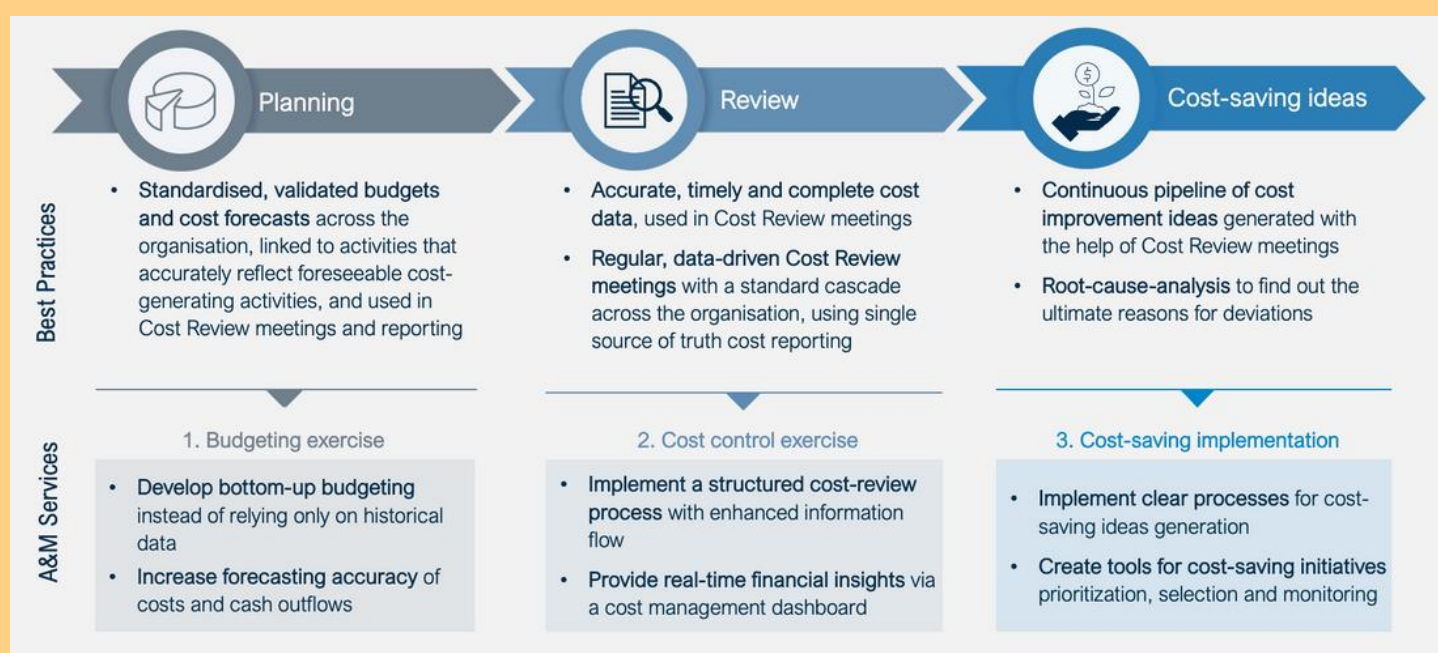 Planning
Review
Cost-saving ideas
Best Practices
• Standardised, validated budgets
and cost forecasts across the
organisation, linked to activities that
accurately reflect foreseeable cost-
generating activities, and used in
Cost Review meetings and reporting
• Accurate, timely and complete cost
data, used in Cost Review meetings
• Regular, data-driven Cost Review
meetings with a standard cascade
across the organisation, using single
source of truth cost reporting
• Continuous pipeline of cost
improvement ideas generated with
the help of Cost Review meetings
• Root-cause-analysis to find out the
ultimate reasons for deviations
A&M Services
1. Budgeting exercise
• Develop bottom-up budgeting
instead of relying only on historical
data
• Increase forecasting accuracy of
costs and cash outflows
2. Cost control exercise
• Implement a structured cost-review
process with enhanced information
flow
• Provide real-time financial insights via
a cost management dashboard
3. Cost-saving implementation
• Implement clear processes for cost-
saving ideas generation
• Create tools for cost-saving initiatives
prioritization, selection and monitoring
$